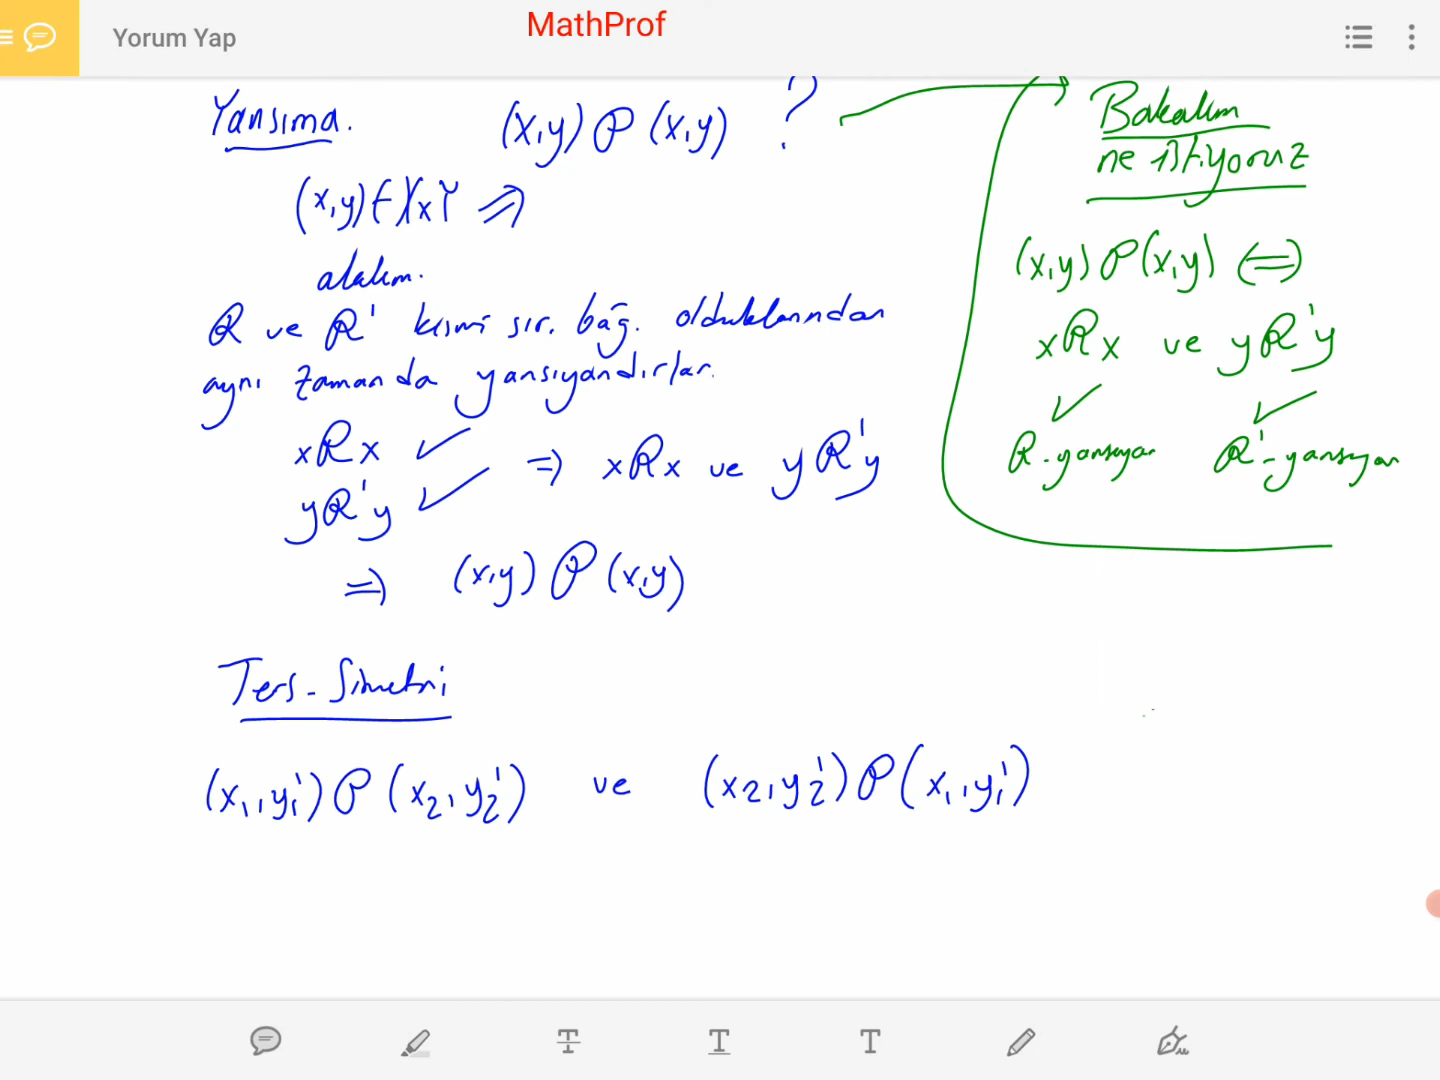 Yorum Yap
MathProf
Yansıma. (x,y) ℘ (x,y) ?
(x,y) ∈ X×Y ⇒
alalım.
R ve R' kısmi sır. bağ. olduklarından
aynı zamanda yansıyandırlar.
xRx ✓
yR'y ✓ ⇒ xRx ve yR'y
⇒ (x,y) ℘ (x,y)
Bakalım
ne istiyoruz
(x,y) ℘ (x,y) ⇔
xRx ve yR'y
✓ ✓
R-yansıyan R'-yansıyan
Ters-Simetri
(x₁,y₁') ℘ (x₂,y₂') ve (x₂,y₂') ℘ (x₁,y₁')
T T T